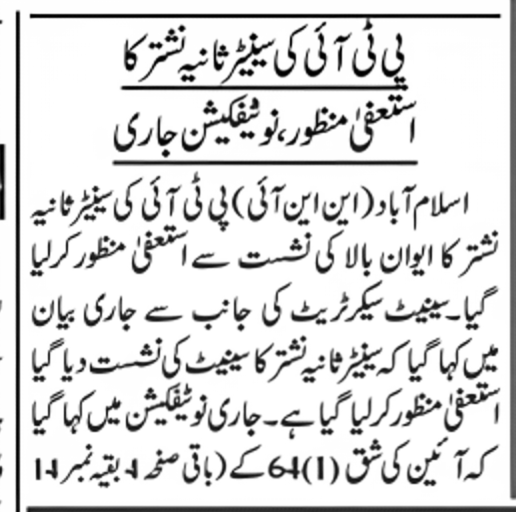 پی ٹی آئی کی سینیٹر ثانیہ نشتر کا
استعفیٰ منظور، نوٹیفکیشن جاری
اسلام آباد (این این آئی) پی ٹی آئی کی سینیٹر ثانیہ
نشتر کا ایوان بالا کی نشست سے استعفیٰ منظور کرلیا
گیا۔ سینیٹ سیکرٹریٹ کی جانب سے جاری بیان
میں کہا گیا کہ سینیٹر ثانیہ نشتر کا سینیٹ کی نشست دیا گیا
استعفیٰ منظور کرلیا گیا ہے۔ جاری نوٹیفکیشن میں کہا گیا
کہ آئین کی شق (1)64 کے (باقی صفحہ 4 بقیہ نمبر 14